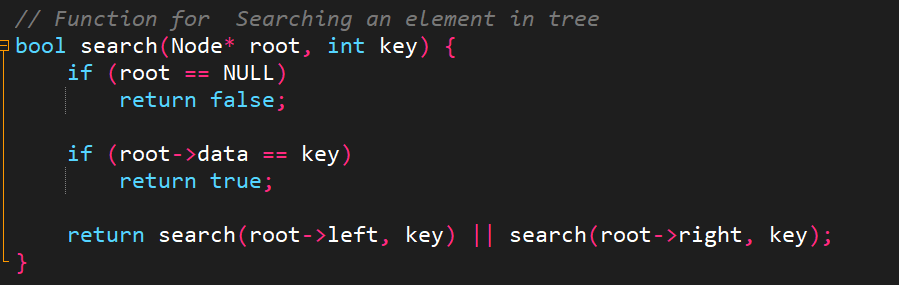 // Function for  Searching an element in tree
bool search(Node* root, int key) {
    if (root == NULL)
        return false;

    if (root->data == key)
        return true;

    return search(root->left, key) || search(root->right, key);
}